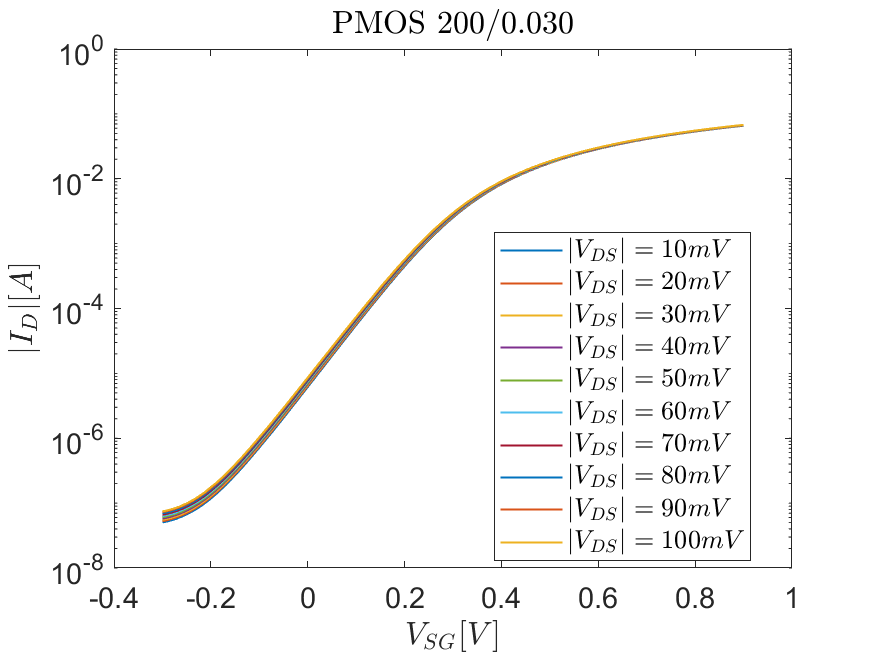 PMOS 200/0.030
10^0
10^-2
10^-4
10^-6
10^-8
|I_D|[A]
|V_DS| = 10mV
|V_DS| = 20mV
|V_DS| = 30mV
|V_DS| = 40mV
|V_DS| = 50mV
|V_DS| = 60mV
|V_DS| = 70mV
|V_DS| = 80mV
|V_DS| = 90mV
|V_DS| = 100mV
-0.4 -0.2 0 0.2 0.4 0.6 0.8 1
V_SG[V]